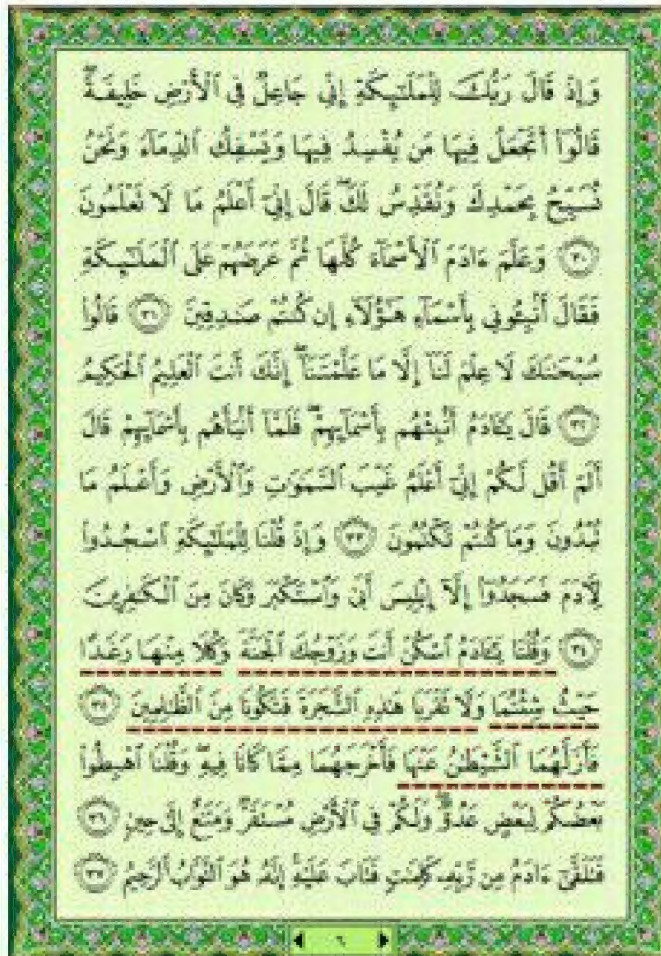 وَإِذْ قَالَ رَبُّكَ لِلْمَلَٰٓئِكَةِ إِنِّى جَاعِلٌ فِى ٱلْأَرْضِ خَلِيفَةً ۖ
قَالُوٓا۟ أَتَجْعَلُ فِيهَا مَن يُفْسِدُ فِيهَا وَيَسْفِكُ ٱلدِّمَآءَ وَنَحْنُ
نُسَبِّحُ بِحَمْدِكَ وَنُقَدِّسُ لَكَ ۖ قَالَ إِنِّىٓ أَعْلَمُ مَا لَا تَعْلَمُونَ
٣٠ وَعَلَّمَ ءَادَمَ ٱلْأَسْمَآءَ كُلَّهَا ثُمَّ عَرَضَهُمْ عَلَى ٱلْمَلَٰٓئِكَةِ
فَقَالَ أَنۢبِـُٔونِى بِأَسْمَآءِ هَٰٓؤُلَآءِ إِن كُنتُمْ صَٰدِقِينَ ٣١ قَالُوا۟
سُبْحَٰنَكَ لَا عِلْمَ لَنَآ إِلَّا مَا عَلَّمْتَنَآ ۖ إِنَّكَ أَنتَ ٱلْعَلِيمُ ٱلْحَكِيمُ
٣٢ قَالَ يَٰٓـَٔادَمُ أَنۢبِئْهُم بِأَسْمَآئِهِمْ ۖ فَلَمَّآ أَنۢبَأَهُم بِأَسْمَآئِهِمْ قَالَ
أَلَمْ أَقُل لَّكُمْ إِنِّىٓ أَعْلَمُ غَيْبَ ٱلسَّمَٰوَٰتِ وَٱلْأَرْضِ وَأَعْلَمُ مَا
تُبْدُونَ وَمَا كُنتُمْ تَكْتُمُونَ ٣٣ وَإِذْ قُلْنَا لِلْمَلَٰٓئِكَةِ ٱسْجُدُوا۟
لِـَٔادَمَ فَسَجَدُوٓا۟ إِلَّآ إِبْلِيسَ أَبَىٰ وَٱسْتَكْبَرَ وَكَانَ مِنَ ٱلْكَٰفِرِينَ
٣٤ وَقُلْنَا يَٰٓـَٔادَمُ ٱسْكُنْ أَنتَ وَزَوْجُكَ ٱلْجَنَّةَ وَكُلَا مِنْهَا رَغَدًا
حَيْثُ شِئْتُمَا وَلَا تَقْرَبَا هَٰذِهِ ٱلشَّجَرَةَ فَتَكُونَا مِنَ ٱلظَّٰلِمِينَ ٣٥
فَأَزَلَّهُمَا ٱلشَّيْطَٰنُ عَنْهَا فَأَخْرَجَهُمَا مِمَّا كَانَا فِيهِ ۖ وَقُلْنَا ٱهْبِطُوا۟
بَعْضُكُمْ لِبَعْضٍ عَدُوٌّ ۖ وَلَكُمْ فِى ٱلْأَرْضِ مُسْتَقَرٌّ وَمَتَٰعٌ إِلَىٰ حِينٍ ٣٦
فَتَلَقَّىٰٓ ءَادَمُ مِن رَّبِّهِۦ كَلِمَٰتٍ فَتَابَ عَلَيْهِ ۚ إِنَّهُۥ هُوَ ٱلتَّوَّابُ ٱلرَّحِيمُ ٣٧
٦